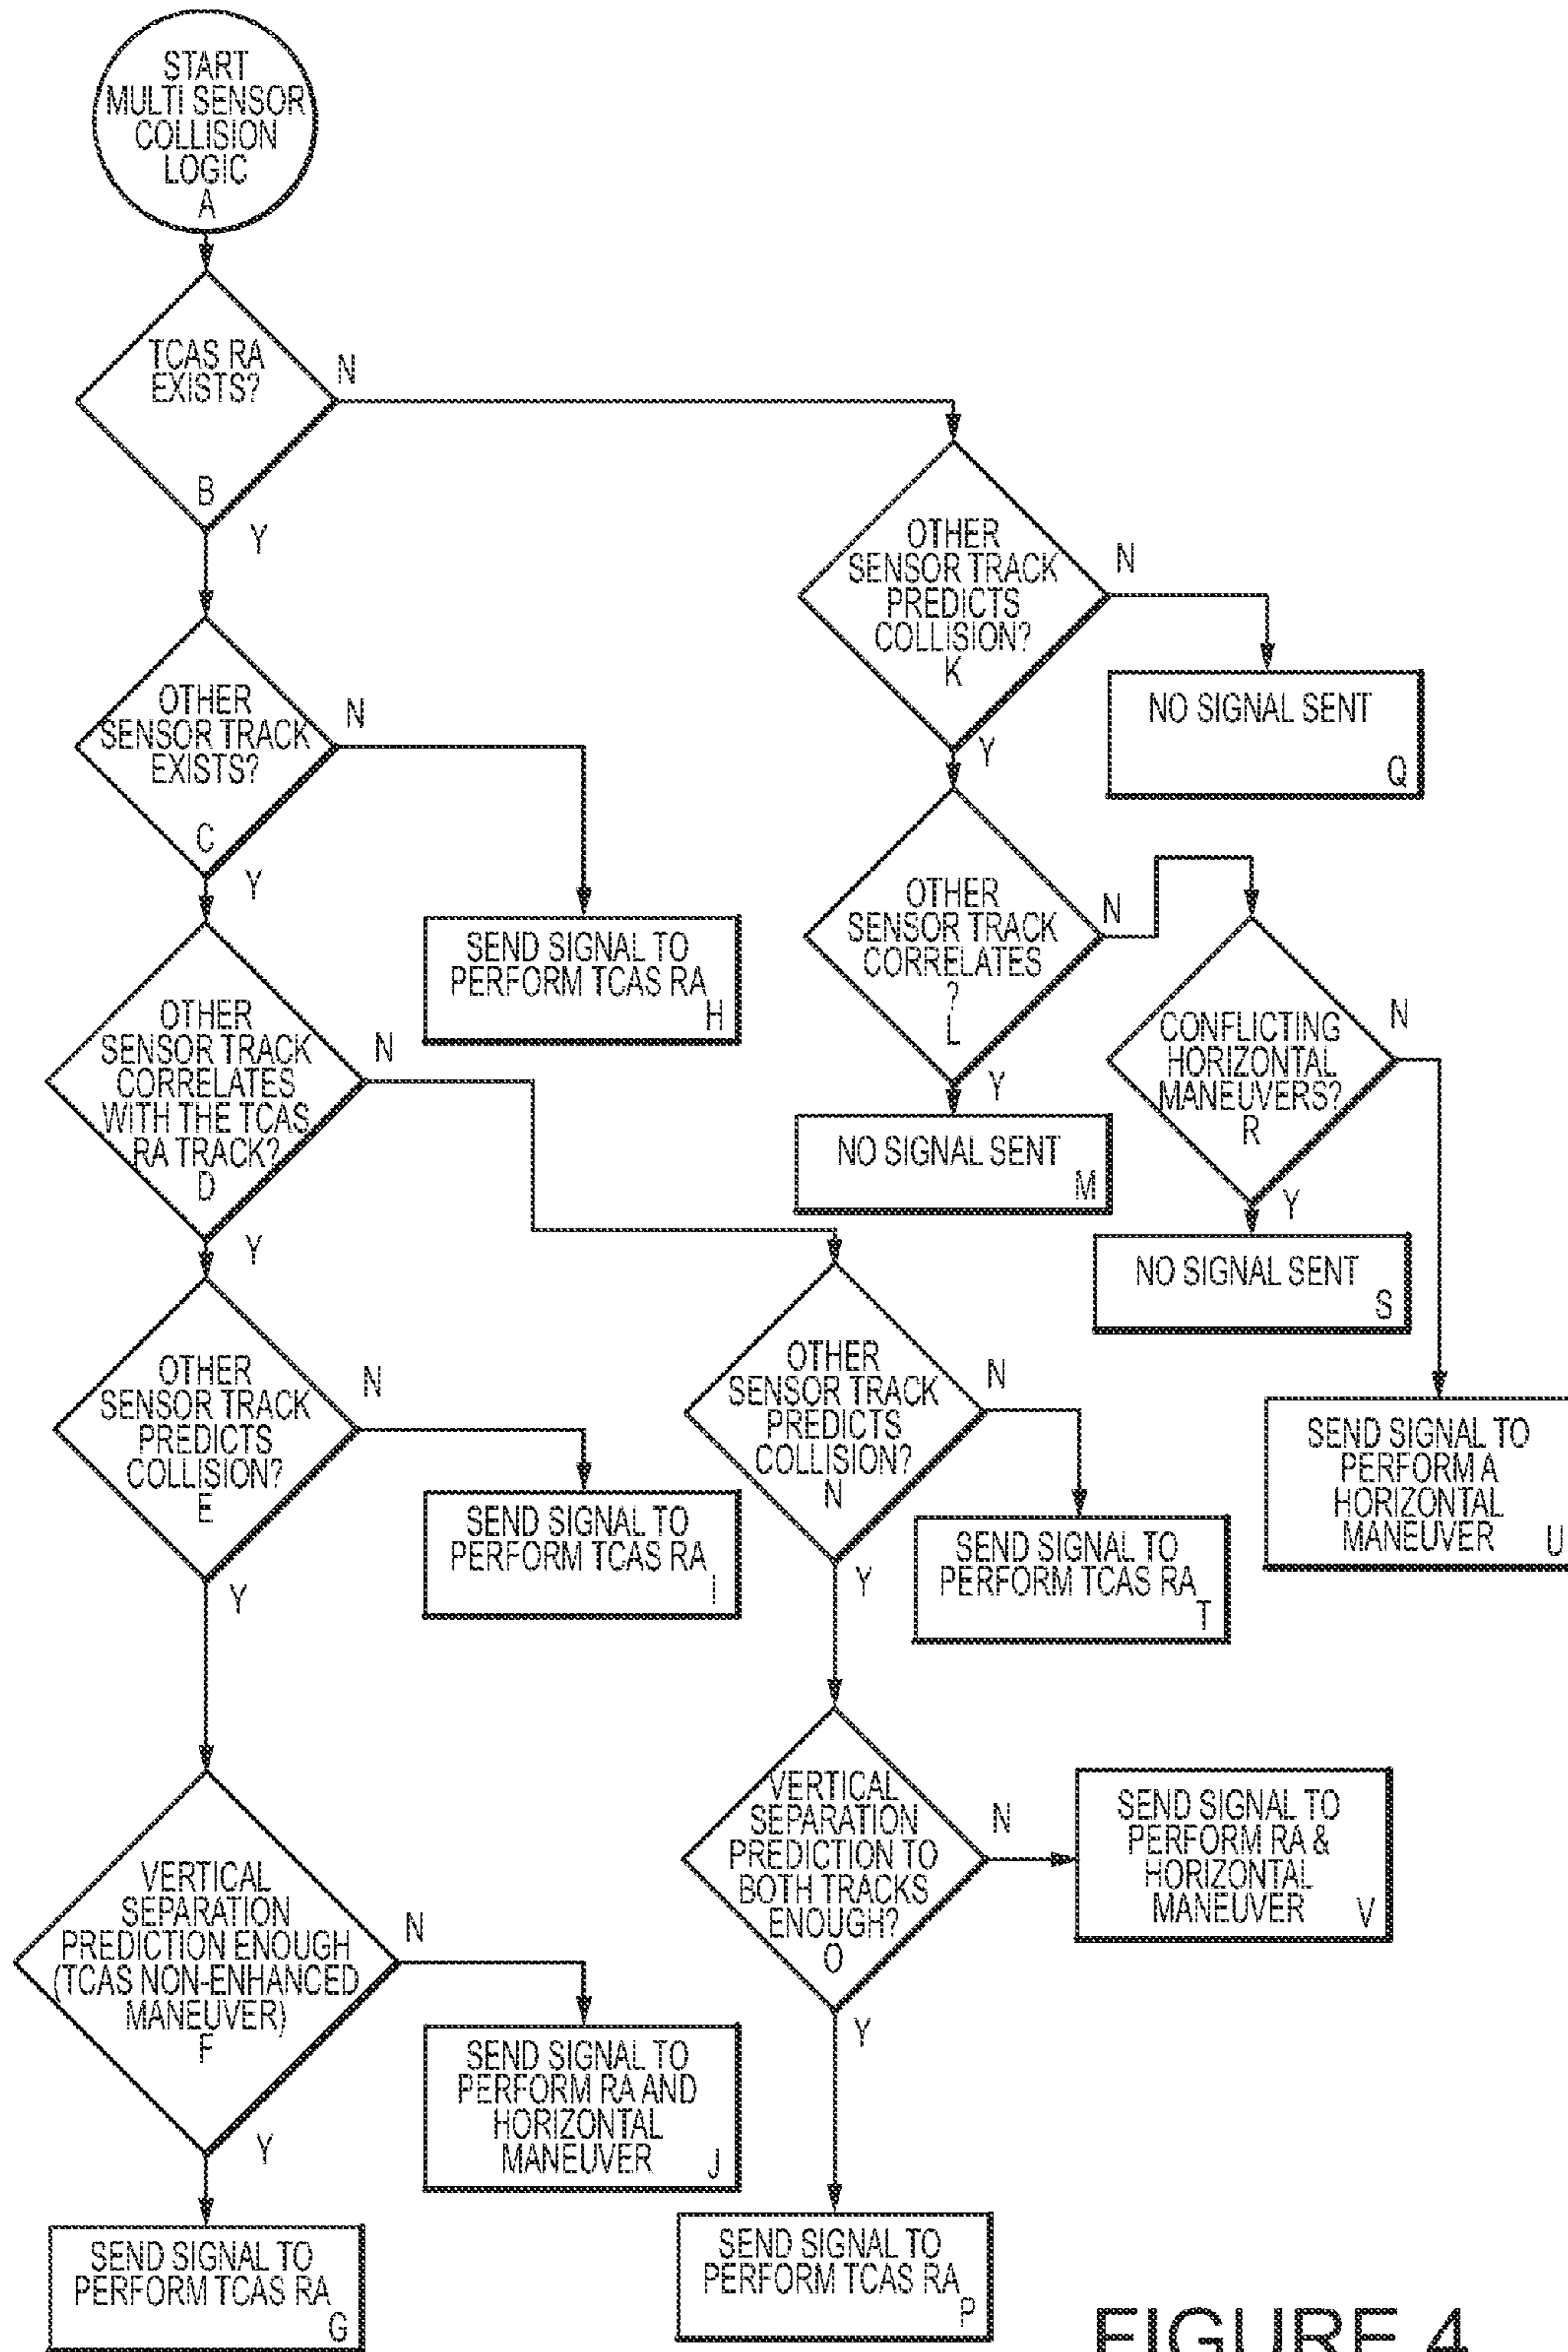 START
MULTI SENSOR
COLLISION
LOGIC
A
TCAS RA
EXISTS?
B
N
Y
OTHER
SENSOR TRACK
PREDICTS
COLLISION?
K
N
Y
NO SIGNAL SENT
Q
OTHER
SENSOR TRACK
EXISTS?
C
N
Y
SEND SIGNAL TO
PERFORM TCAS RA
H
OTHER
SENSOR TRACK
CORRELATES
?
L
N
Y
NO SIGNAL SENT
M
CONFLICTING
HORIZONTAL
MANEUVERS?
R
N
Y
NO SIGNAL SENT
S
SEND SIGNAL TO
PERFORM A
HORIZONTAL
MANEUVER
U
OTHER
SENSOR TRACK
CORRELATES
WITH THE TCAS
RA TRACK?
D
N
Y
OTHER
SENSOR TRACK
PREDICTS
COLLISION?
E
N
Y
SEND SIGNAL TO
PERFORM TCAS RA
I
OTHER
SENSOR TRACK
PREDICTS
COLLISION?
N
N
Y
SEND SIGNAL TO
PERFORM TCAS RA
T
VERTICAL
SEPARATION
PREDICTION TO
BOTH TRACKS
ENOUGH?
O
N
Y
SEND SIGNAL TO
PERFORM RA &
HORIZONTAL
MANEUVER
V
VERTICAL
SEPARATION
PREDICTION ENOUGH
(TCAS NON-ENHANCED
MANEUVER)
F
N
Y
SEND SIGNAL TO
PERFORM RA AND
HORIZONTAL
MANEUVER
J
SEND SIGNAL TO
PERFORM TCAS RA
G
SEND SIGNAL TO
PERFORM TCAS RA
P
FIGURE 4